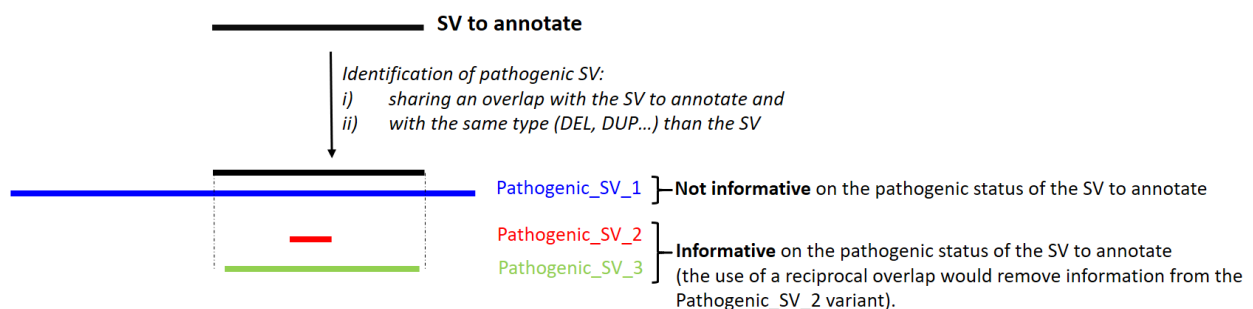 SV to annotate
Identification of pathogenic SV:
i) sharing an overlap with the SV to annotate and
ii) with the same type (DEL, DUP…) than the SV
Pathogenic_SV_1 Not informative on the pathogenic status of the SV to annotate
Pathogenic_SV_2
Pathogenic_SV_3
Informative on the pathogenic status of the SV to annotate
(the use of a reciprocal overlap would remove information from the
Pathogenic_SV_2 variant).